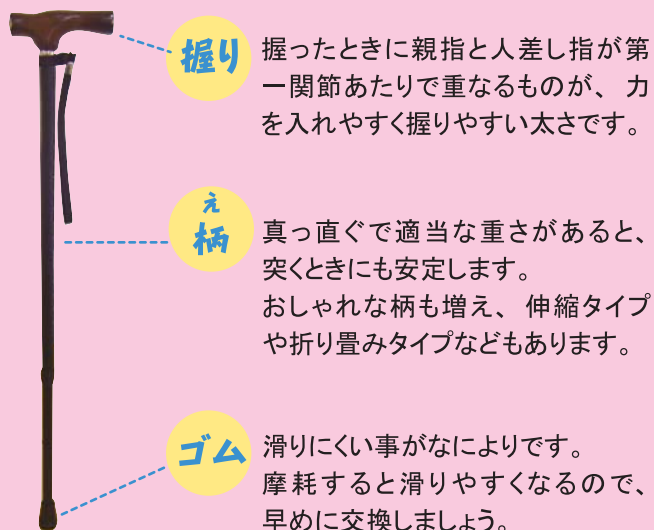 握り
握ったときに親指と人差し指が第
一関節あたりで重なるものが、力
を入れやすく握りやすい太さです。
え
柄
真っ直ぐで適当な重さがあると、
突くときにも安定します。
おしゃれな柄も増え、伸縮タイプ
や折り畳みタイプなどもあります。
ゴム
滑りにくい事がなによりです。
摩耗すると滑りやすくなるので、
早めに交換しましょう。